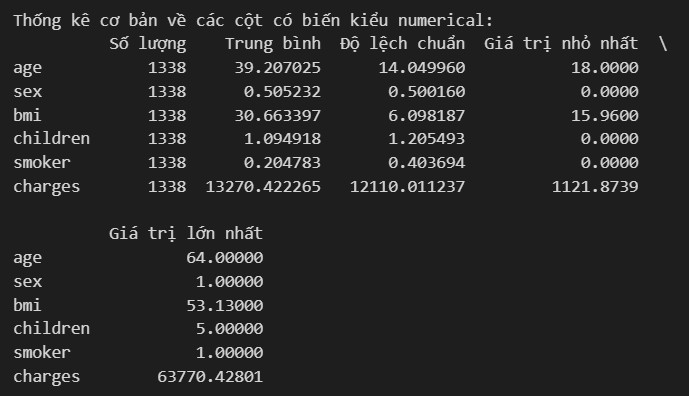 Thống kê cơ bản về các cột có biến kiểu numerical:
Số lượng Trung bình Độ lệch chuẩn Giá trị nhỏ nhất \
age 1338 39.207025 14.049960 18.0000
sex 1338 0.505232 0.500160 0.0000
bmi 1338 30.663397 6.098187 15.9600
children 1338 1.094918 1.205493 0.0000
smoker 1338 0.204783 0.403694 0.0000
charges 1338 13270.422265 12110.011237 1121.8739
Giá trị lớn nhất
age 64.00000
sex 1.00000
bmi 53.13000
children 5.00000
smoker 1.00000
charges 63770.42801